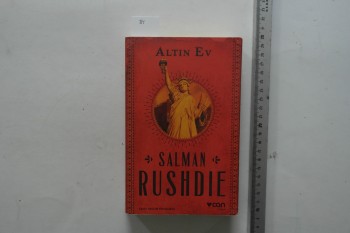 ALTIN EV
SALMAN
RUSHDIE
can